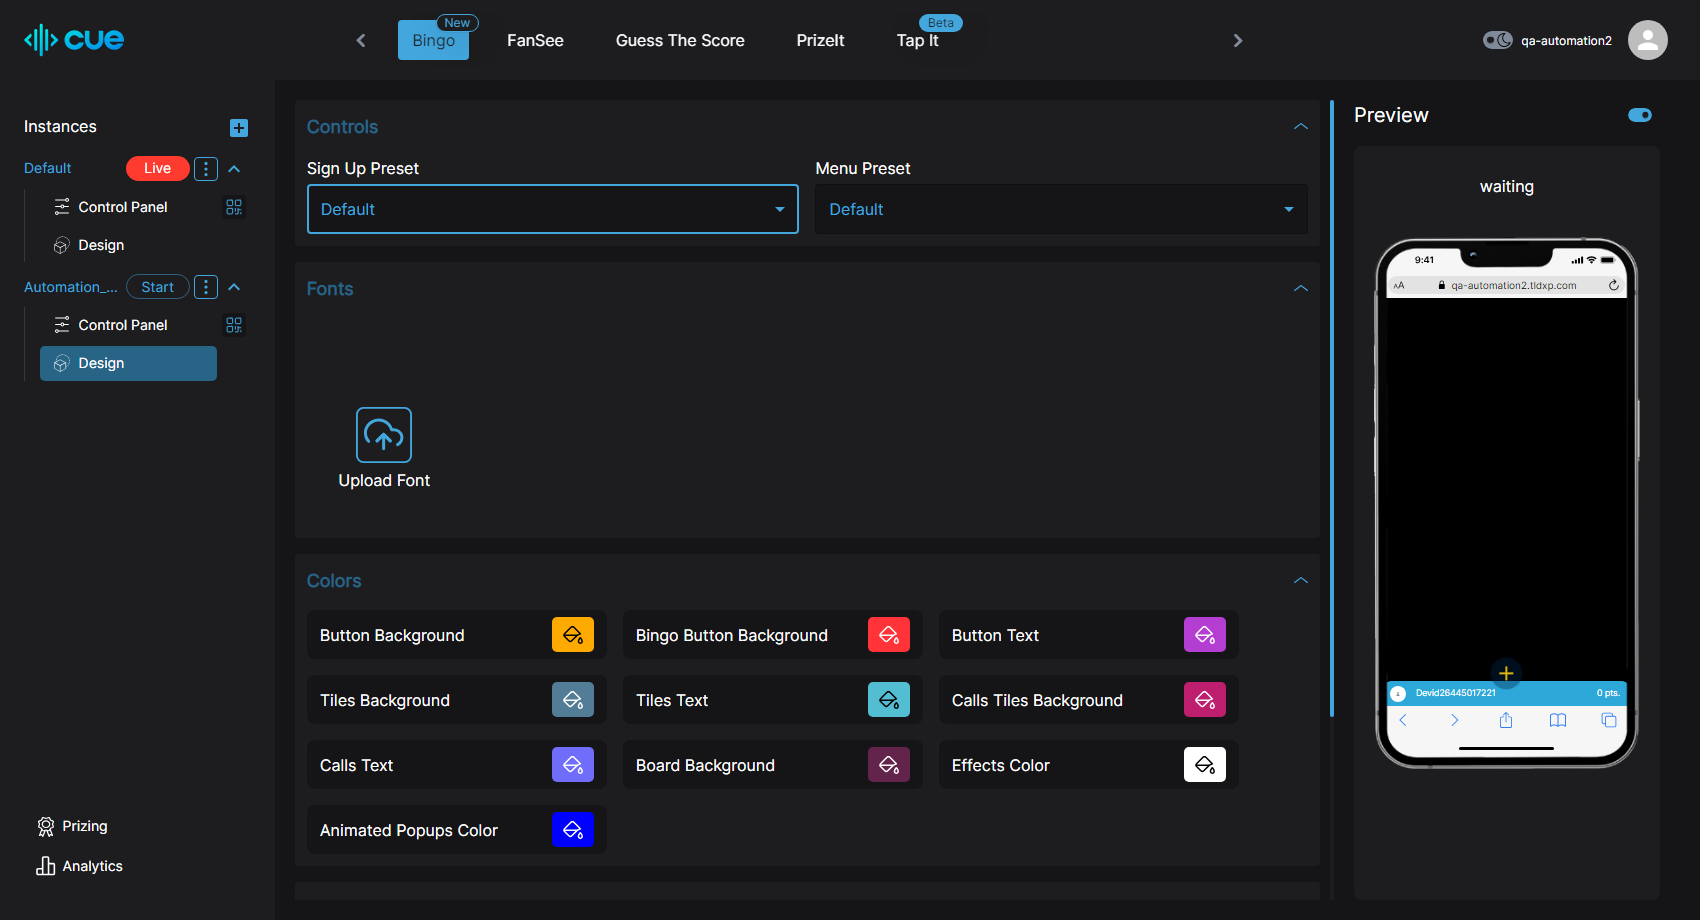 cue
Bingo
New
FanSee
Guess The Score
PrizeIt
Tap It
Beta
qa-automation2
Instances
Default
Live
Control Panel
Design
Automation_...
Start
Control Panel
Design
Prizing
Analytics
Controls
Sign Up Preset
Menu Preset
Default
Default
Fonts
Upload Font
Colors
Button Background
Bingo Button Background
Button Text
Tiles Background
Tiles Text
Calls Tiles Background
Calls Text
Board Background
Effects Color
Animated Popups Color
Preview
waiting
9:41
AA
qa-automation2.tldxp.com
Devid26445017221
0 pts.